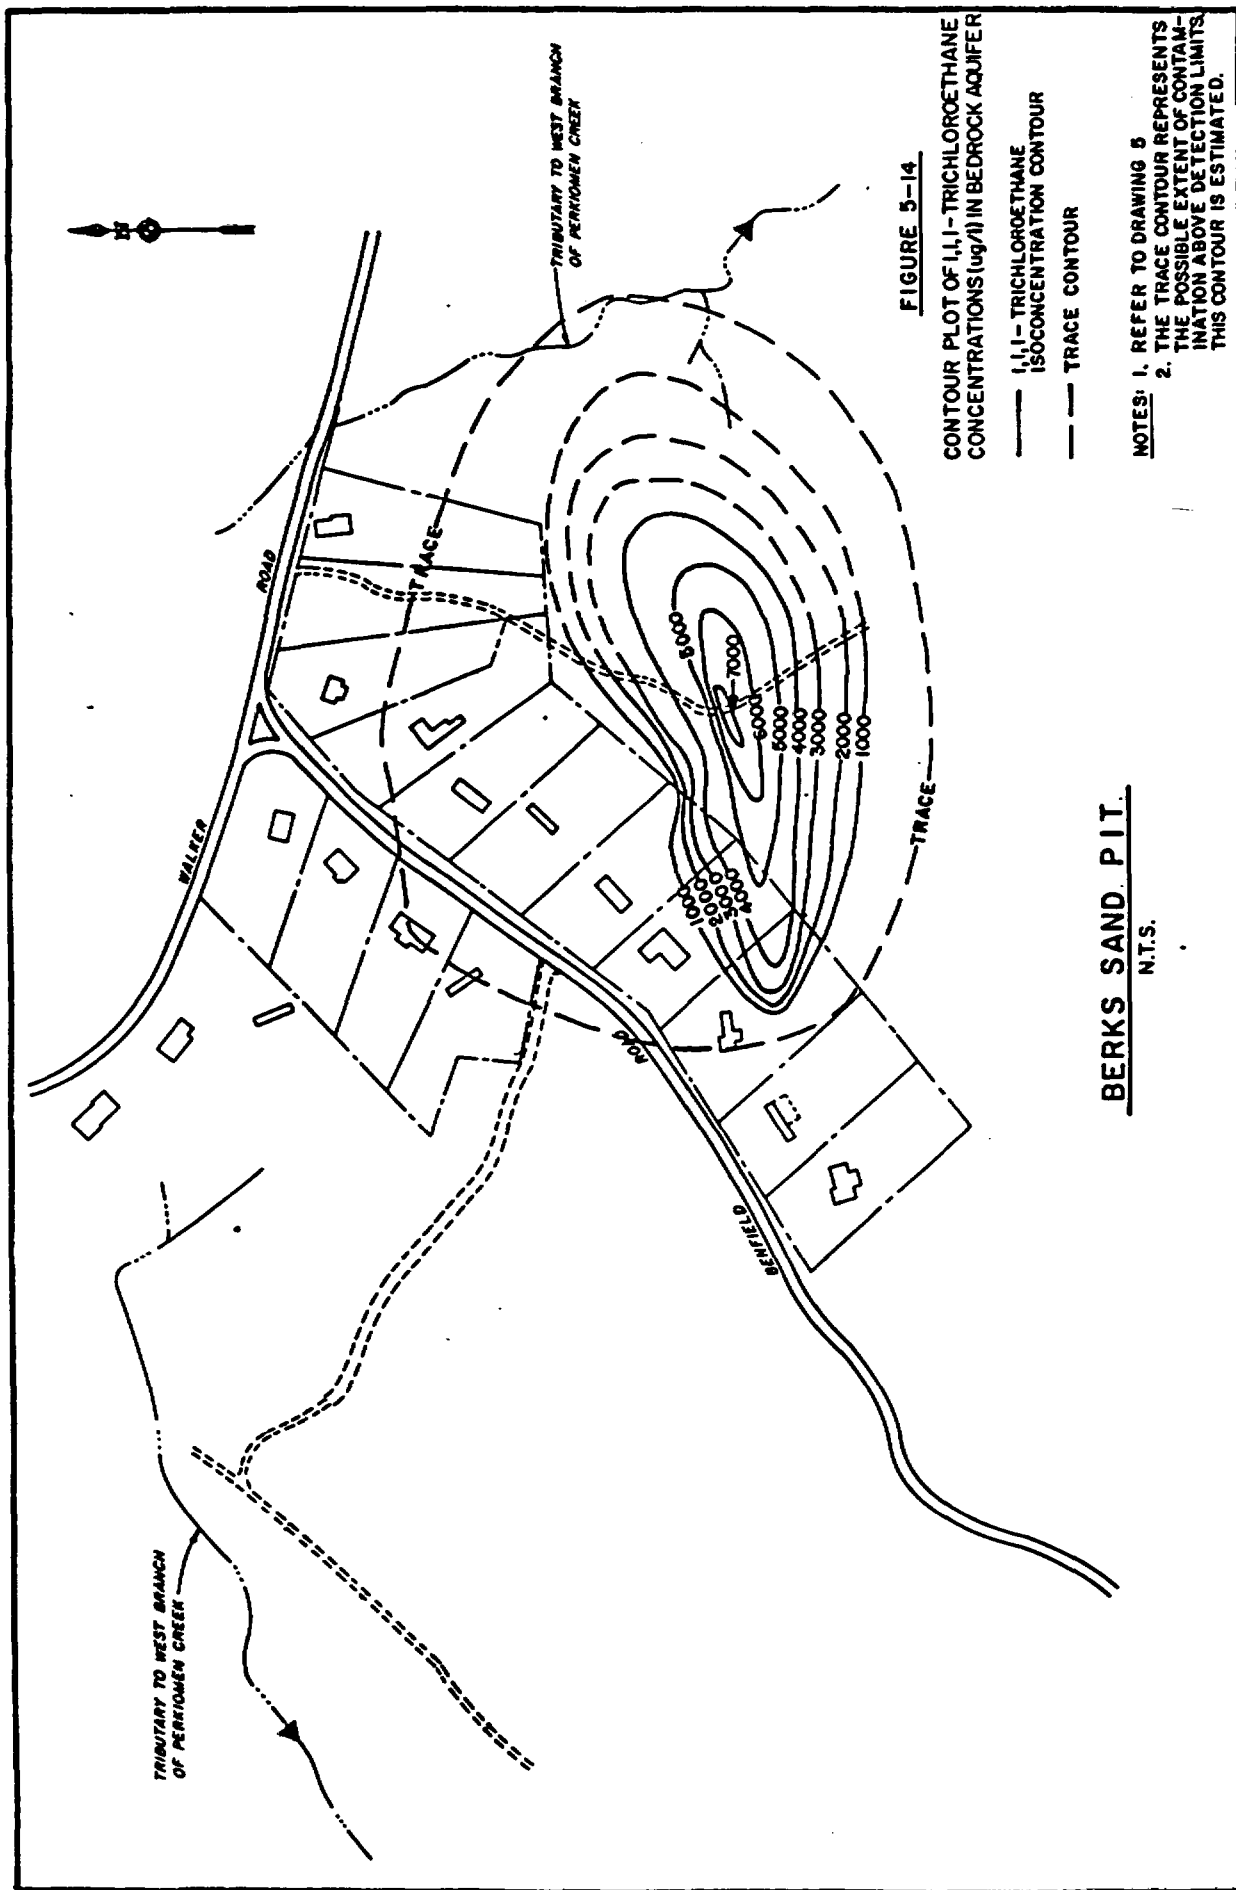 TRIBUTARY TO WEST BRANCH
OF PERKIOMEN CREEK
WALKER
ROAD
N
TRIBUTARY TO WEST BRANCH
OF PERKIOMEN CREEK
BENFIELD
ROAD
TRACE
TRACE
1000
2000
3000
4000
5000
7000
6000
5000
4000
3000
2000
1000
BERKS SAND PIT
N.T.S.
FIGURE 5-14
CONTOUR PLOT OF 1,1,1-TRICHLOROETHANE
CONCENTRATIONS (ug/l) IN BEDROCK AQUIFER
1,1,1-TRICHLOROETHANE
ISOCONCENTRATION CONTOUR
TRACE CONTOUR
NOTES: 1. REFER TO DRAWING 5
2. THE TRACE CONTOUR REPRESENTS
THE POSSIBLE EXTENT OF CONTAM-
INATION ABOVE DETECTION LIMITS.
THIS CONTOUR IS ESTIMATED.